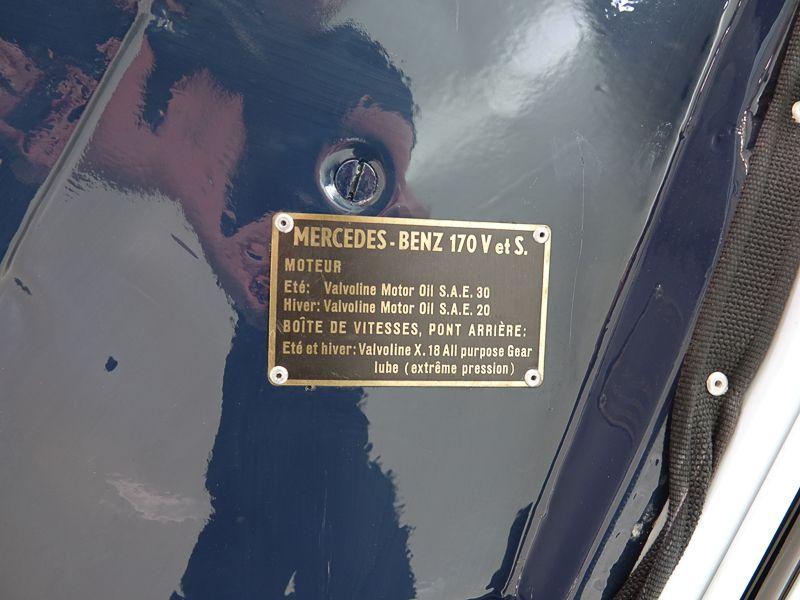 MERCEDES-BENZ 170 V et S.
MOTEUR
Eté: Valvoline Motor Oil S.A.E. 30
Hiver: Valvoline Motor Oil S.A.E. 20
BOÎTE DE VITESSES, PONT ARRIÈRE:
Eté et hiver: Valvoline X. 18 All purpose Gear
lube (extrême pression)